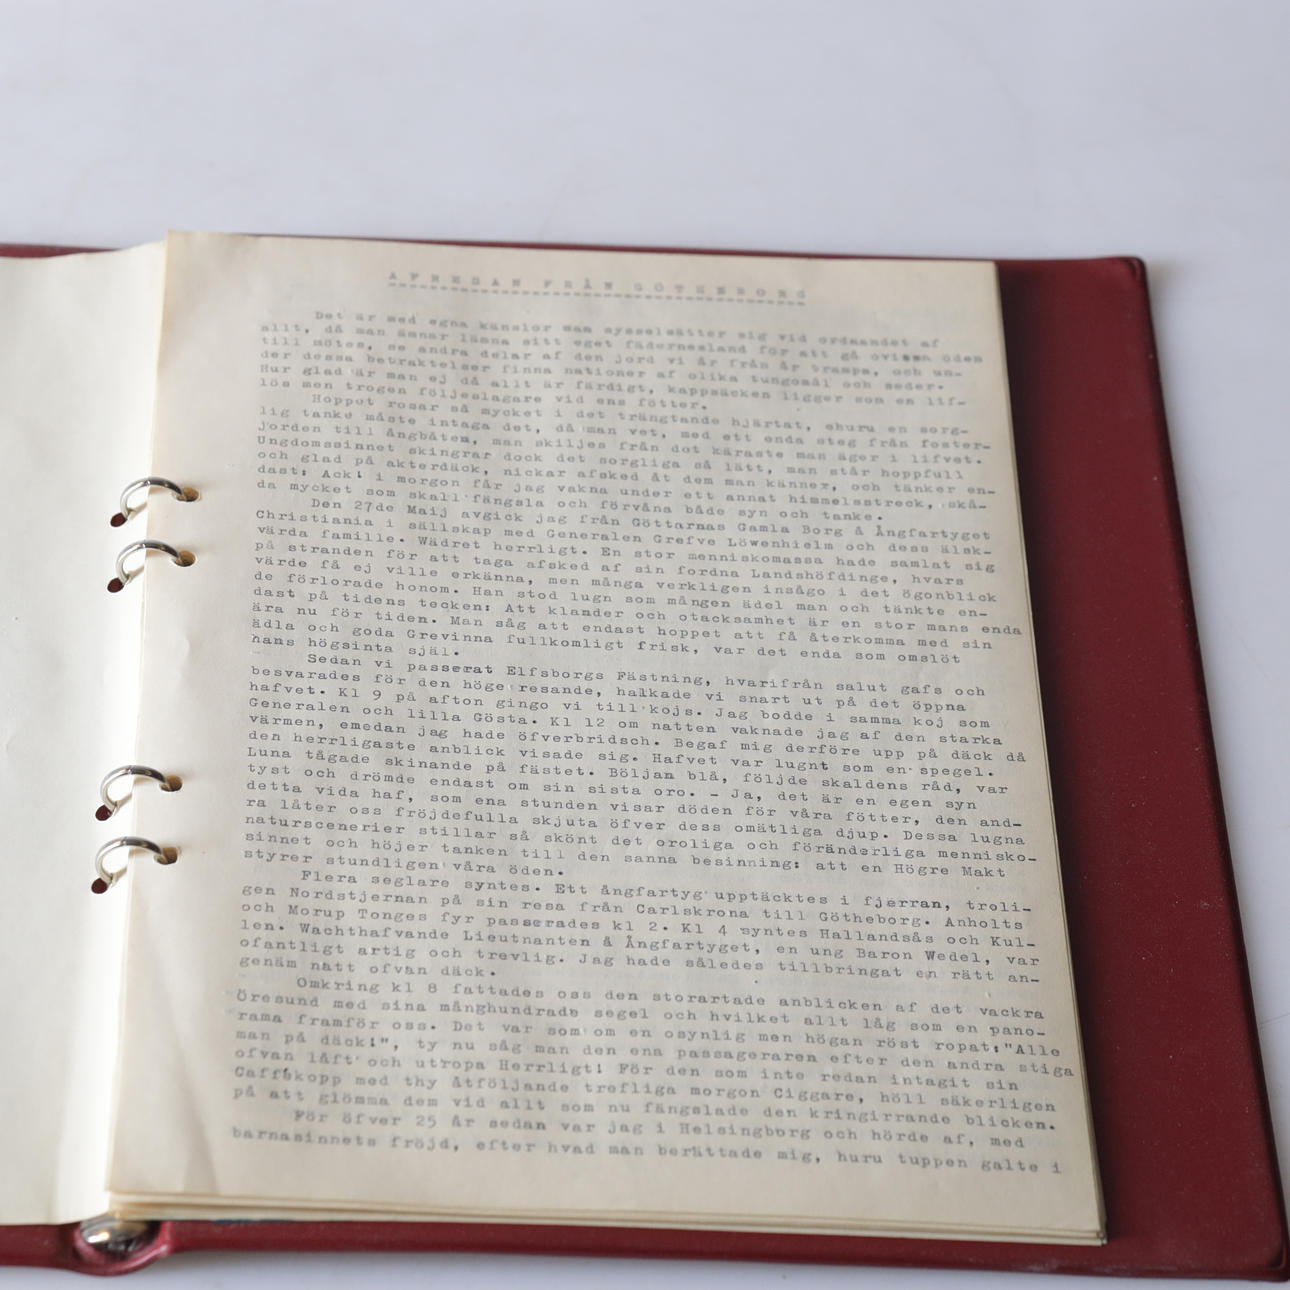 AFRESAN FRÅN GÖTHEBORG
Det är med egna känslor man sysselsätter sig vid ordnandet af
allt, då man ämnar lämna sitt eget fädernesland för att gå ovissa öden
till mötes, se andra delar af den jord vi år från år trampa, och un-
der dessa betraktelser finna nationer af olika tungomål och seder.
Hur glad är man ej då allt är färdigt, kappsäcken ligger som en lif-
lös men trogen följeslagare vid ens fötter.
Hoppet rosar så mycket i det trängtande hjärtat, ehuru en sorg-
lig tanke måste intaga det, då man vet, med ett enda steg från foster-
jorden till ångbåten, man skiljes från dot käraste man äger i lifvet.
Ungdomssinnet skingrar dock det sorgliga så lätt, man står hoppfull
och glad på akterdäck, nickar afsked åt dem man känner, och tänker en-
dast: Ack! i morgon får jag vakna under ett annat himmelsstreck, skå-
da mycket som skall fängsla och förvåna både syn och tanke.
Den 27de Maij avgick jag från Göttarnas Gamla Borg å Ångfartyget
Christiania i sällskap med Generalen Grefve Löwenhielm och dess älsk-
värda famille. Wädret herrligt. En stor menniskomassa hade samlat sig
på stranden för att taga afsked af sin fordna Landshöfdinge, hvars
värde få ej ville erkänna, men många verkligen insågo i det ögonblick
de förlorade honom. Han stod lugn som mången ädel man och tänkte en-
dast på tidens tecken: Att klander och otacksamhet är en stor mans enda
ära nu för tiden. Man såg att endast hoppet att få återkomma med sin
ädla och goda Grevinna fullkomligt frisk, var det enda som omslöt
hans högsinta själ.
Sedan vi passerat Elfsborgs Fästning, hvarifrån salut gafs och
besvarades för den höge resande, halkade vi snart ut på det öppna
hafvet. Kl 9 på afton gingo vi till kojs. Jag bodde i samma koj som
Generalen och lilla Gösta. Kl 12 om natten vaknade jag af den starka
värmen, emedan jag hade öfverbridsch. Begaf mig derföre upp på däck då
den herrligaste anblick visade sig. Hafvet var lugnt som en spegel.
Luna tågade skinande på fästet. Böljan blå, följde skaldens råd, var
tyst och drömde endast om sin sista oro. - Ja, det är en egen syn
detta vida haf, som ena stunden visar döden för våra fötter, den and-
ra låter oss fröjdefulla skjuta öfver dess omätliga djup. Dessa lugna
naturscenerier stillar så skönt det oroliga och föränderliga mennisko-
sinnet och höjer tanken till den sanna besinning: att en Högre Makt
styrer stundligen våra öden.
Flera seglare syntes. Ett ångfartyg upptäcktes i fjerran, troli-
gen Nordstjernan på sin resa från Carlskrona till Götheborg. Anholts
och Morup Tonges fyr passerades kl 2. Kl 4 syntes Hallandsås och Kul-
len. Wachthafvande Lieutnanten å Ångfartyget, en ung Baron Wedel, var
ofantligt artig och trevlig. Jag hade således tillbringat en rätt an-
genäm natt ofvan däck.
Omkring kl 8 fattades oss den storartade anblicken af det vackra
Öresund med sina månghundrade segel och hvilket allt låg som en pano-
rama framför oss. Det var som om en osynlig men högan röst ropat:"Alle
man på däck!", ty nu såg man den ena passageraren efter den andra stiga
ofvan låft och utropa Herrligt! För den som inte redan intagit sin
Caffékopp med thy åtföljande trefliga morgon Ciggare, höll säkerligen
på att glömma dem vid allt som nu fängslade den kringirrande blicken.
För öfver 25 år sedan var jag i Helsingborg och hörde af, med
barnasinnets fröjd, efter hvad man berättade mig, huru tuppen galte i